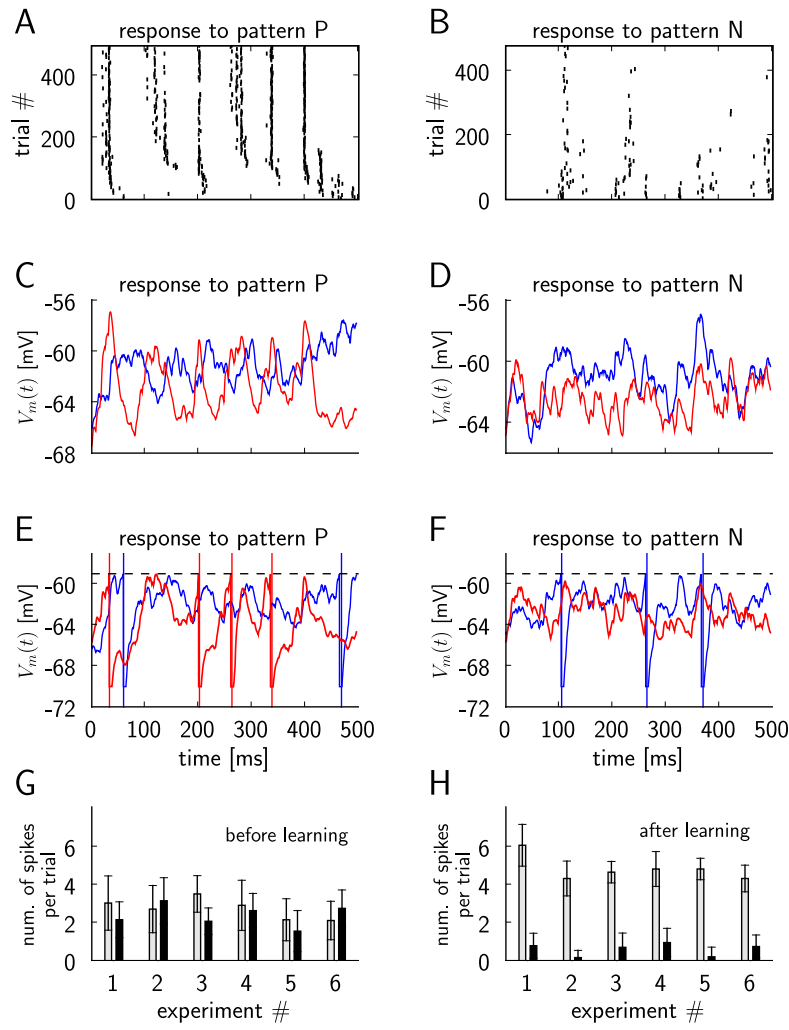 A
response to pattern P
trial #
400
200
0
B
response to pattern N
trial #
400
200
0
C
response to pattern P
V_m(t) [mV]
-56
-60
-64
-68
D
response to pattern N
V_m(t) [mV]
-56
-60
-64
E
response to pattern P
V_m(t) [mV]
-60
-64
-68
-72
0 100 200 300 400 500
time [ms]
F
response to pattern N
V_m(t) [mV]
-60
-64
-68
-72
0 100 200 300 400 500
time [ms]
G
before learning
num. of spikes
per trial
6
4
2
0
1 2 3 4 5 6
experiment #
H
after learning
num. of spikes
per trial
6
4
2
0
1 2 3 4 5 6
experiment #